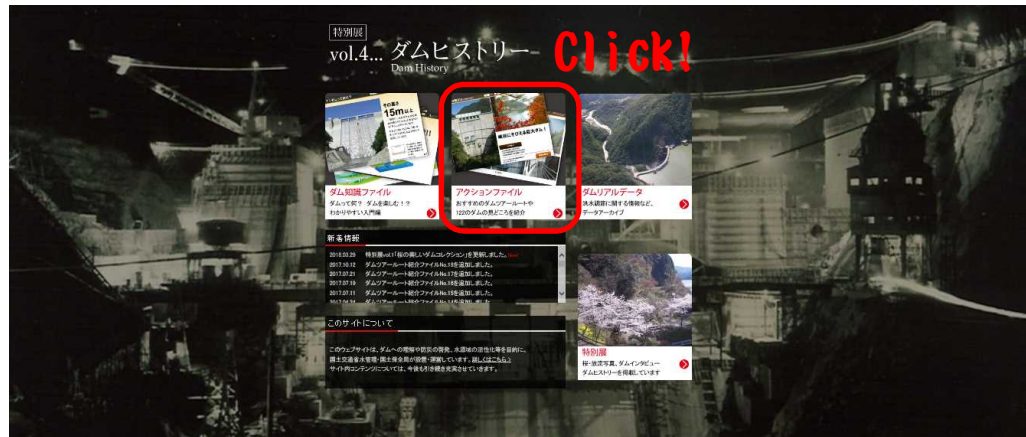 特別展
vol.4... ダムヒストリー
Dam History
Click!
その高さ
15m以上
ダム知識ファイル
ダムって何? ダムを楽しむ!?
わかりやすい入門編
アクションファイル
おすすめのダムツアールートや
122のダムの見どころを紹介
ダムリアルデータ
洪水調節に関する情報など、
データアーカイブ
新着情報
2018.03.29 特別展vol.1「桜の美しいダムコレクション」を更新しました。
2017.10.12 ダムツアールート紹介ファイルNo.18を追加しました。
2017.07.21 ダムツアールート紹介ファイルNo.17を追加しました。
2017.07.19 ダムツアールート紹介ファイルNo.16を追加しました。
2017.07.11 ダムツアールート紹介ファイルNo.15を追加しました。
このサイトについて
このウェブサイトは、ダムへの理解や防災の啓発、水源地の活性化等を目的に、
国土交通省水管理・国土保全局が設置・運営しています。詳しくはこちら
サイト内コンテンツについては、今後も引き続き充実させていきます。
特別展
桜・放流写真、ダムインタビュー
ダムヒストリーを掲載しています